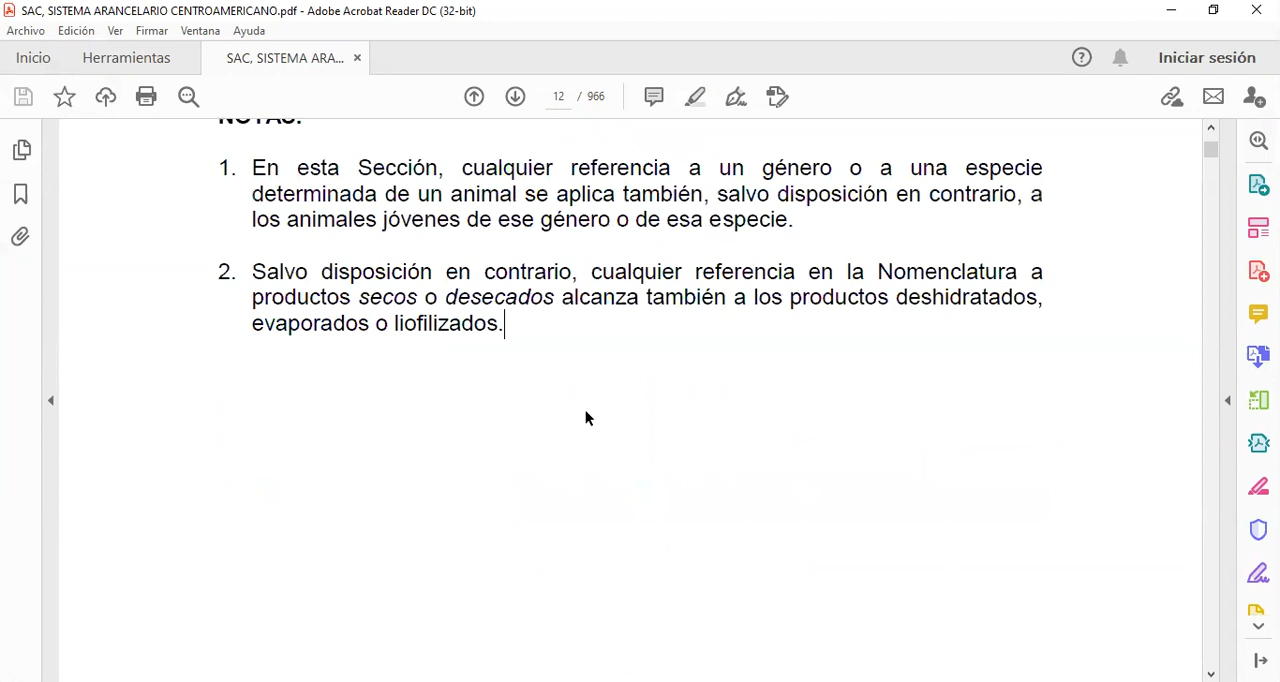 SAC, SISTEMA ARANCELARIO CENTROAMERICANO.pdf - Adobe Acrobat Reader DC (32-bit)
Archivo Edición Ver Firmar Ventana Ayuda
Inicio Herramientas SAC, SISTEMA ARA... × Iniciar sesión
12 / 966
NOTAS:
1. En esta Sección, cualquier referencia a un género o a una especie
determinada de un animal se aplica también, salvo disposición en contrario, a
los animales jóvenes de ese género o de esa especie.
2. Salvo disposición en contrario, cualquier referencia en la Nomenclatura a
productos secos o desecados alcanza también a los productos deshidratados,
evaporados o liofilizados.